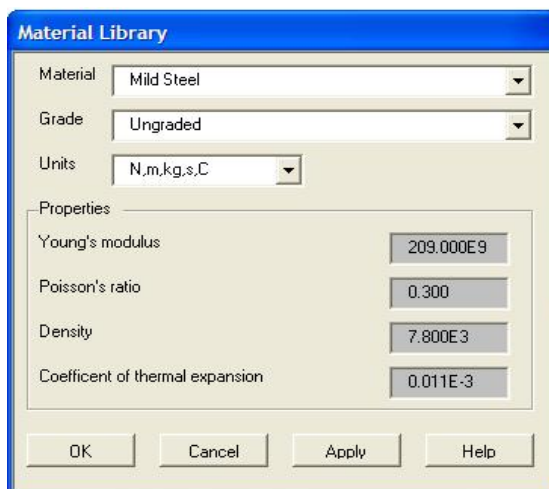 Material Library
Material Mild Steel
Grade Ungraded
Units N,m,kg,s,C
Properties
Young's modulus 209.000E9
Poisson's ratio 0.300
Density 7.800E3
Coefficent of thermal expansion 0.011E-3
OK Cancel Apply Help